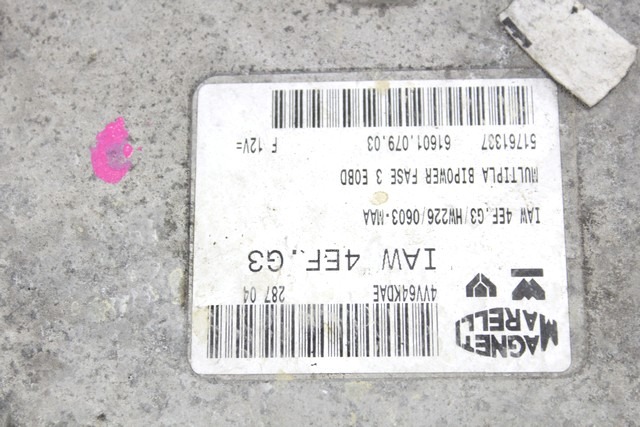 MAGNETI
MARELLI
4VV64KDAE 287 04
IAW 4EF.G3
IAW 4EF.G3/HW226/0603-MAA
MULTIPLA BIPOWER FASE 3 EOBD
51761337 61601.079.03 F 12V=